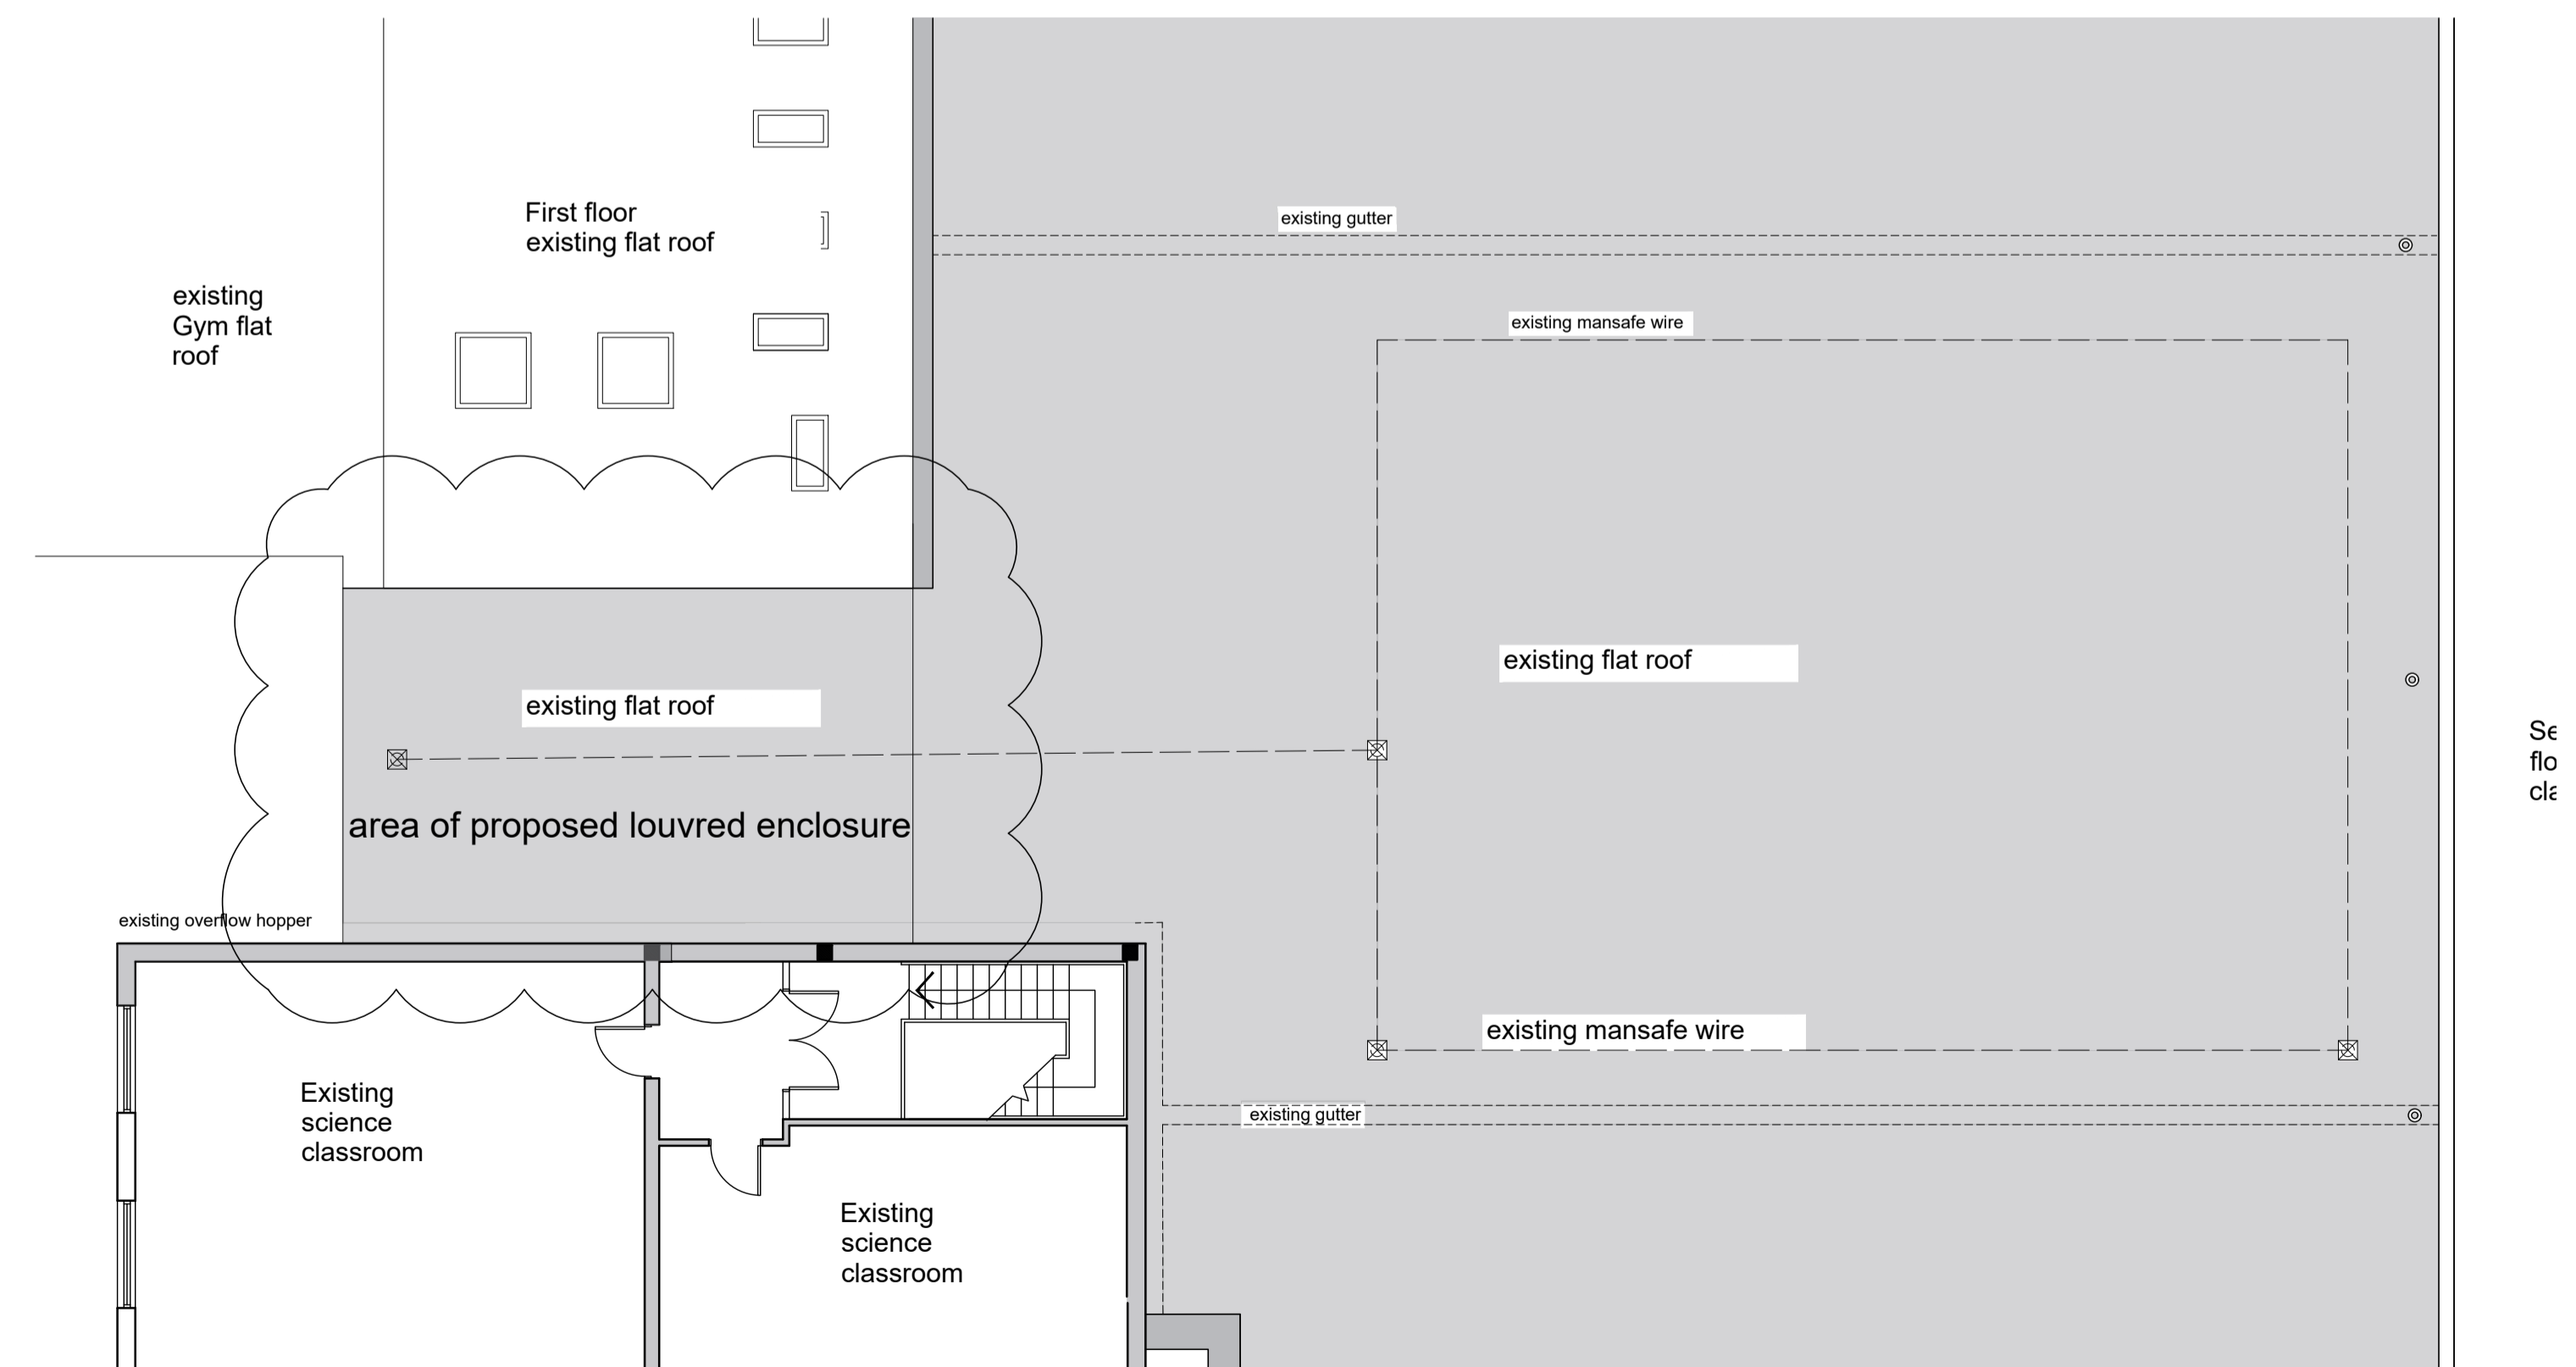 existing gutter
First floor
existing flat roof
existing
Gym flat
roof
existing mansafe wire
existing flat roof
existing flat roof
area of proposed louvred enclosure
existing overflow hopper
existing mansafe wire
existing gutter
Existing
science
classroom
Existing
science
classroom